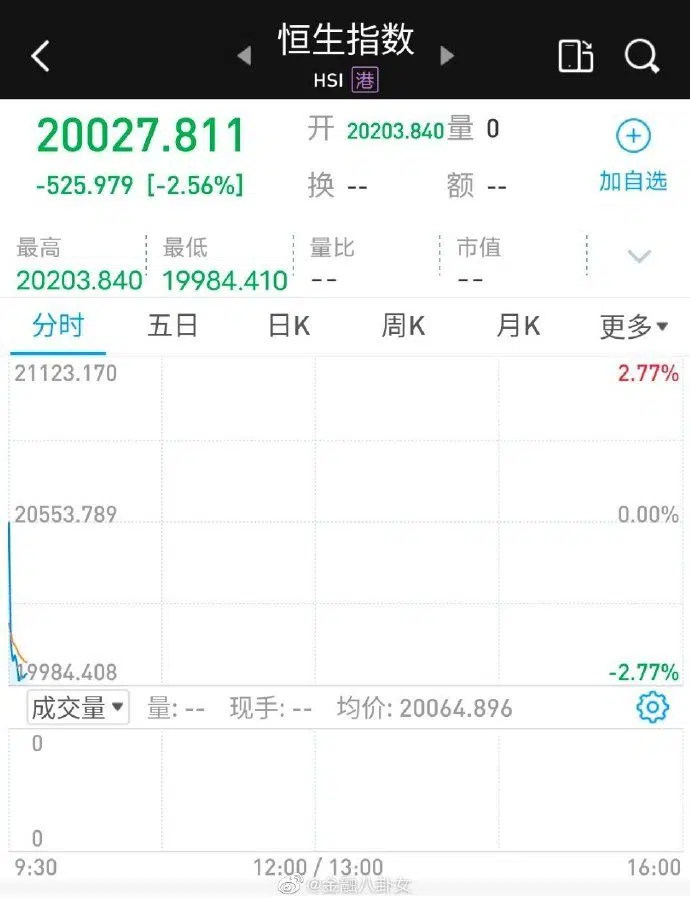 恒生指数
HSI 港
20027.811
-525.979 [-2.56%]
开 20203.840 量 0
换 -- 额 --
加自选
最高 最低 量比 市值
20203.840 19984.410 -- --
分时 五日 日K 周K 月K 更多
21123.170 2.77%
20553.789 0.00%
19984.408 -2.77%
成交量 量: -- 现手: -- 均价: 20064.896
0
0
9:30 12:00 / 13:00 16:00
@金融八卦女